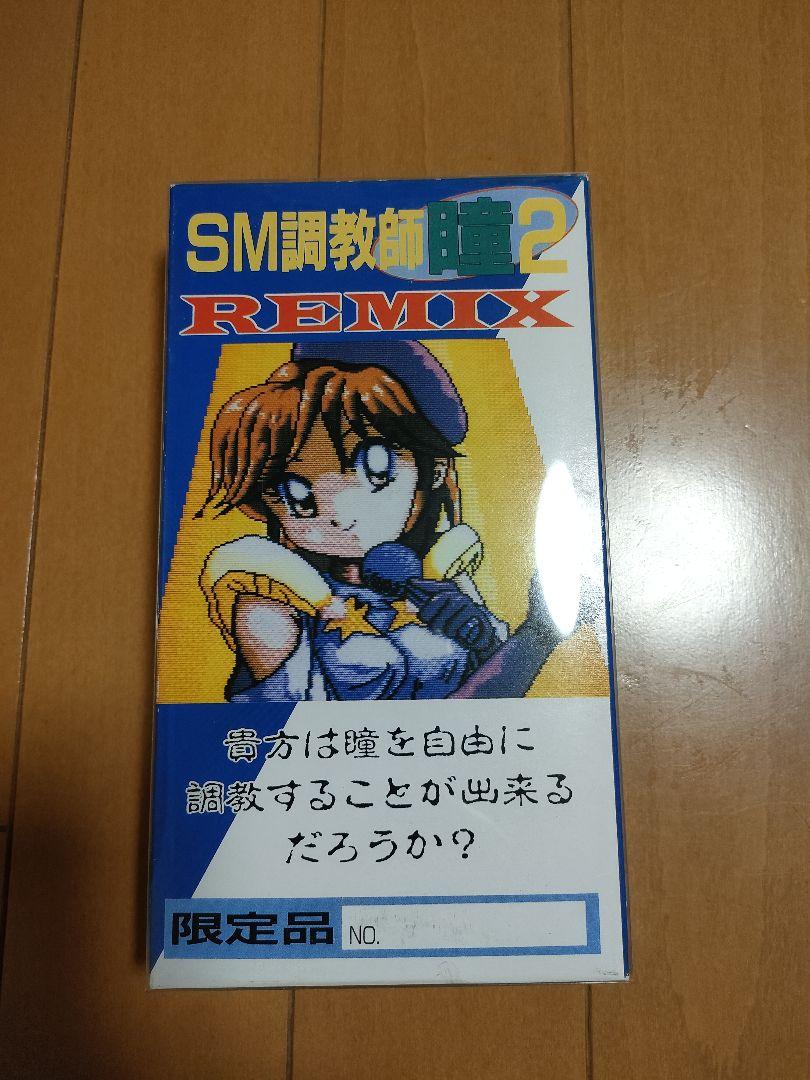 SM調教師瞳2
REMIX
貴方は瞳を自由に
調教することが出来る
だろうか?
限定品 NO.